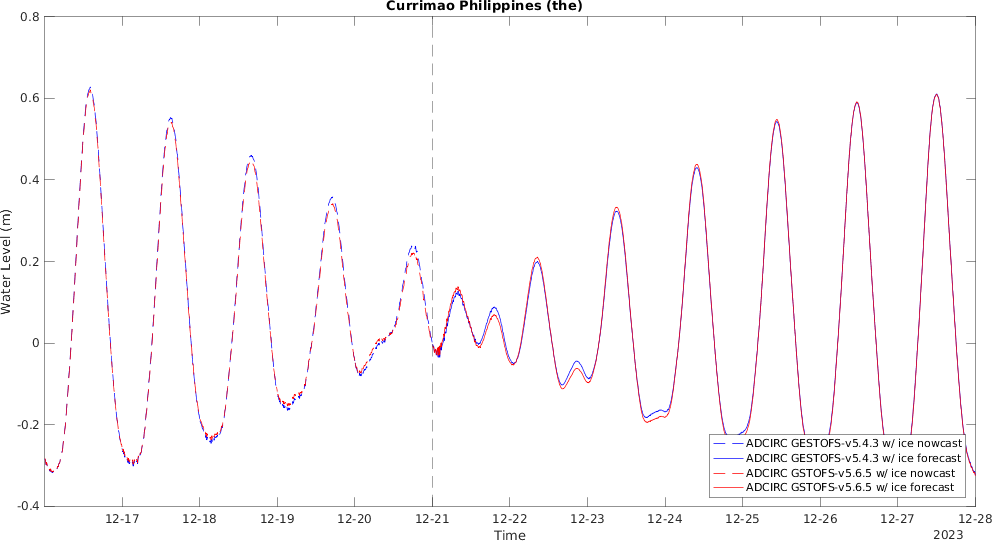 Currimao Philippines (the)
0.8
0.6
0.4
0.2
0
-0.2
-0.4
Water Level (m)
ADCIRC GESTOFS-v5.4.3 w/ ice nowcast
ADCIRC GESTOFS-v5.4.3 w/ ice forecast
ADCIRC GSTOFS-v5.6.5 w/ ice nowcast
ADCIRC GSTOFS-v5.6.5 w/ ice forecast
12-17 12-18 12-19 12-20 12-21 12-22 12-23 12-24 12-25 12-26 12-27 12-28
Time
2023